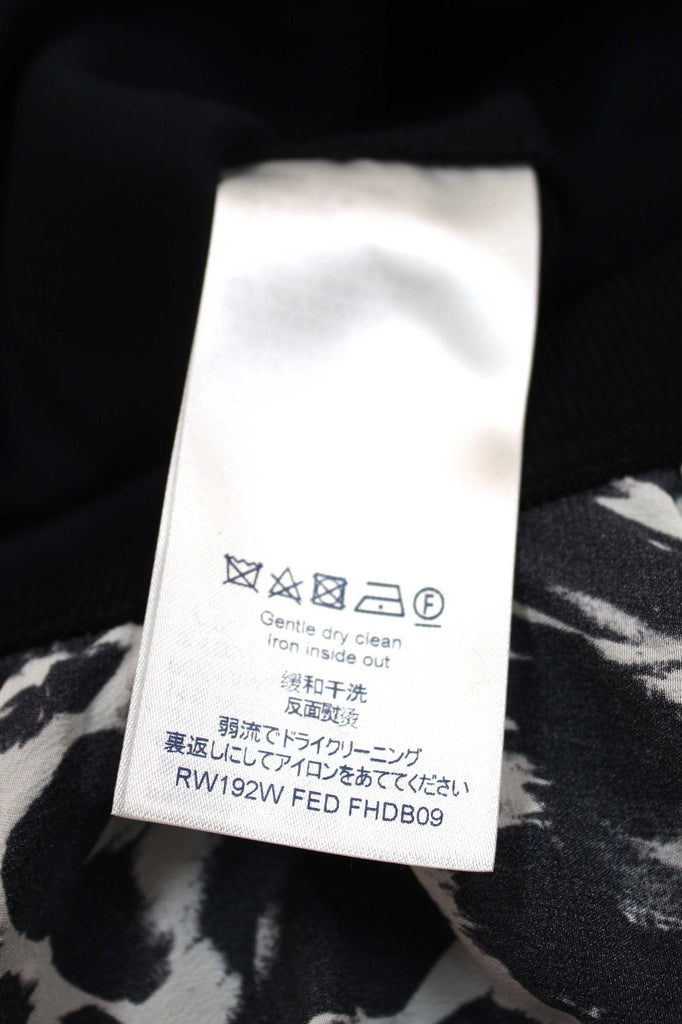 F
Gentle dry clean
Iron inside out
缓和干洗
反面熨烫
弱流でドライクリーニング
裏返しにしてアイロンをあててください
RW192W FED FHDB09